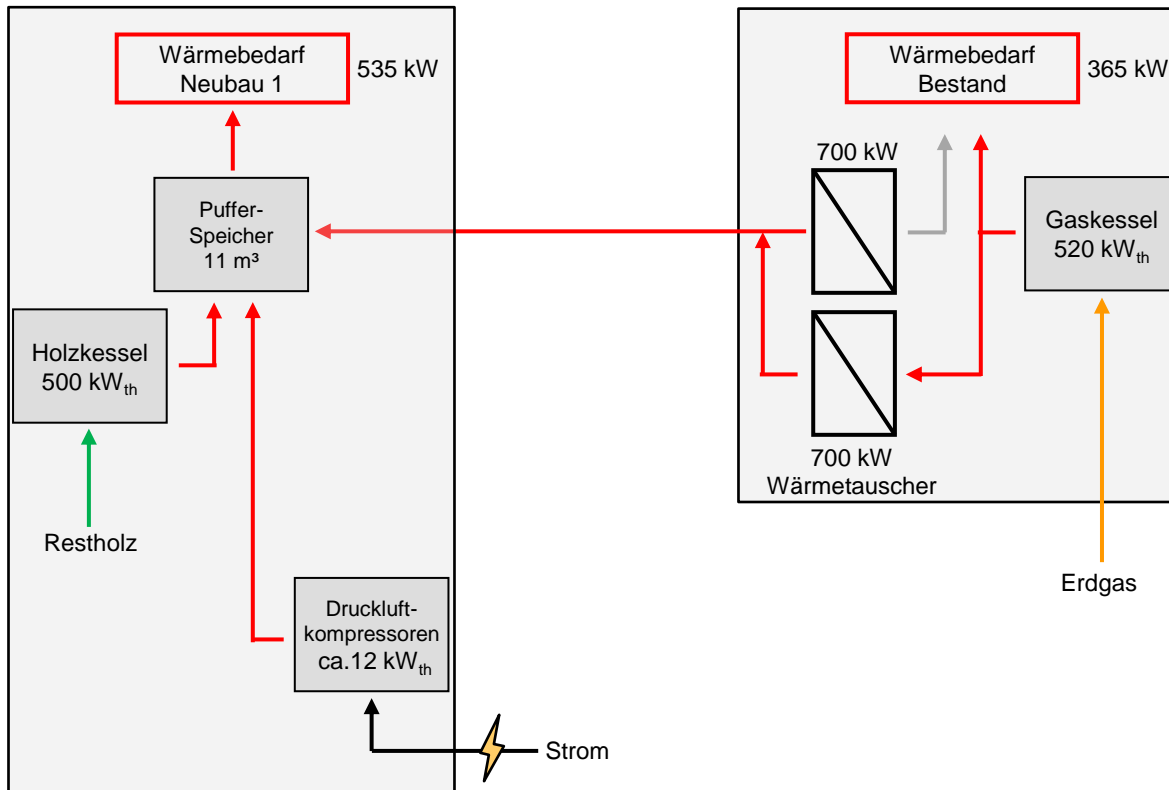 Wärmebedarf
Neubau 1
535 kW
Puffer-
Speicher
11 m³
Holzkessel
500 kWth
Restholz
Druckluft-
kompressoren
ca.12 kWth
Strom
Wärmebedarf
Bestand
365 kW
700 kW
Gaskessel
520 kWth
700 kW
Wärmetauscher
Erdgas